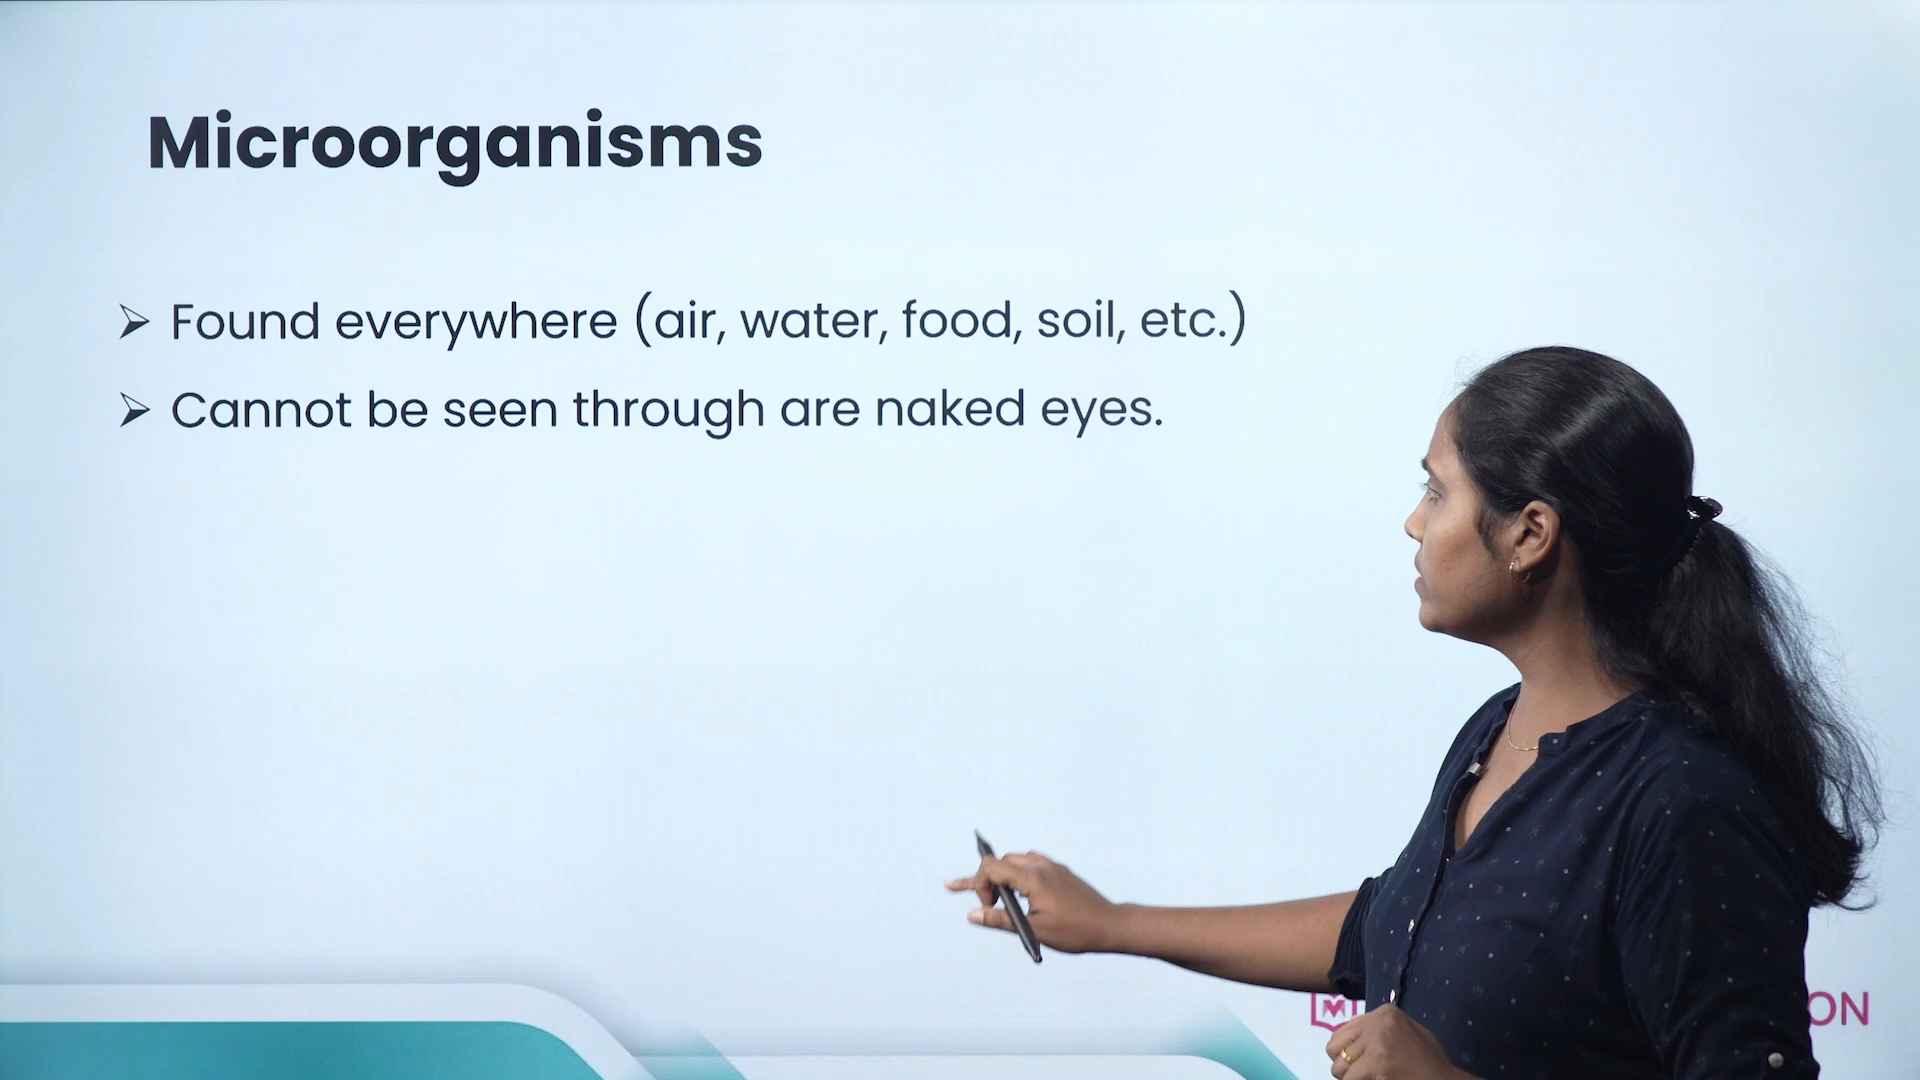 Microorganisms
➢ Found everywhere (air, water, food, soil, etc.)
➢ Cannot be seen through are naked eyes.